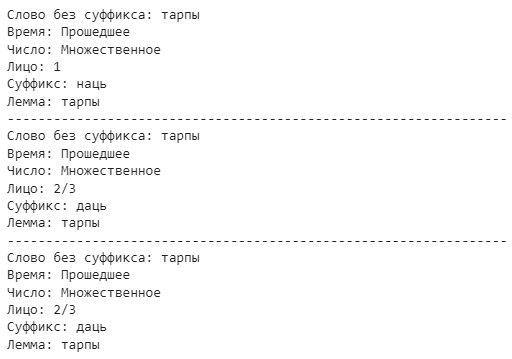 Слово без суффикса: тарпы
Время: Прошедшее
Число: Множественное
Лицо: 1
Суффикс: наць
Лемма: тарпы
-----------------------------------------------------------------
Слово без суффикса: тарпы
Время: Прошедшее
Число: Множественное
Лицо: 2/3
Суффикс: даць
Лемма: тарпы
-----------------------------------------------------------------
Слово без суффикса: тарпы
Время: Прошедшее
Число: Множественное
Лицо: 2/3
Суффикс: даць
Лемма: тарпы